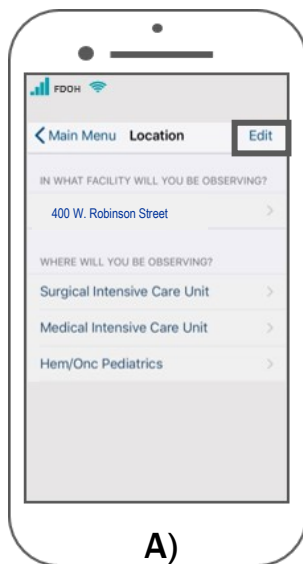 FDOH
Main Menu Location Edit
IN WHAT FACILITY WILL YOU BE OBSERVING?
400 W. Robinson Street
WHERE WILL YOU BE OBSERVING?
Surgical Intensive Care Unit
Medical Intensive Care Unit
Hem/Onc Pediatrics
A)